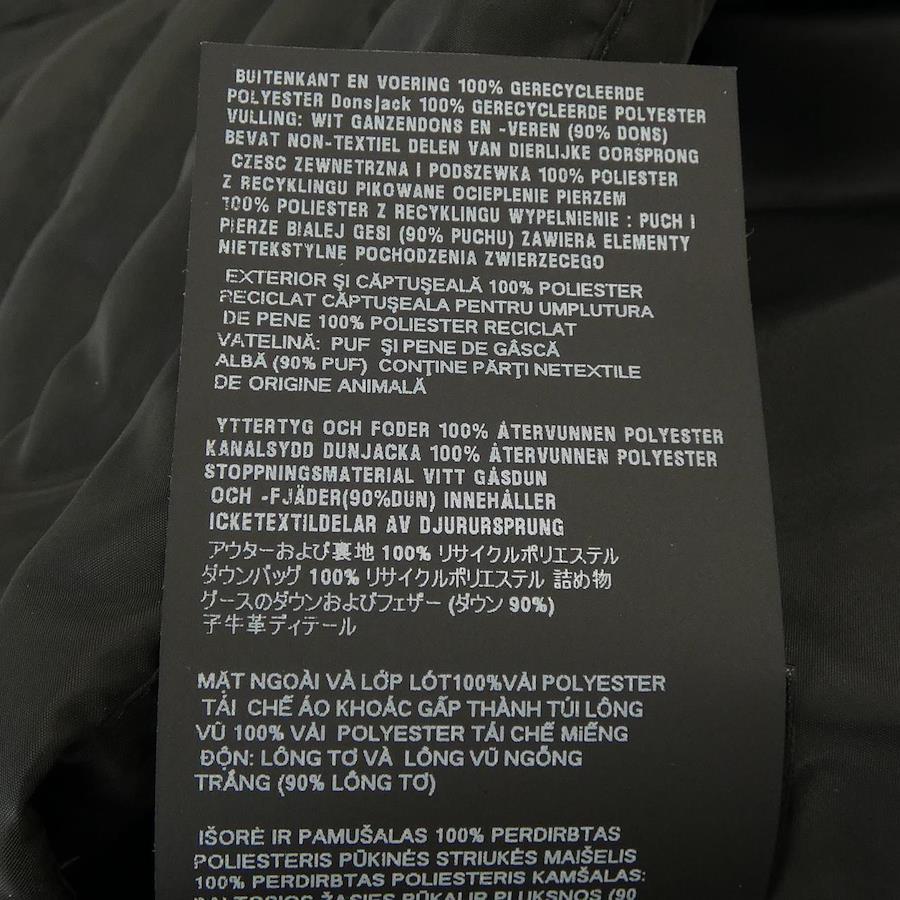 BUITENKANT EN VOERING 100% GERECYCLEERDE
POLYESTER Donsjack 100% GERECYCLEERDE POLYESTER
VULLING: WIT GANZENDONS EN -VEREN (90% DONS)
BEVAT NON-TEXTIEL DELEN VAN DIERLIJKE OORSPRONG
CZESC ZEWNETRZNA I PODSZEWKA 100% POLIESTER
Z RECYKLINGU PIKOWANE OCIEPLENIE PIERZEM
100% POLIESTER Z RECYKLINGU WYPELNIENIE : PUCH I
PIERZE BIALEJ GESI (90% PUCHU) ZAWIERA ELEMENTY
NIETEKSTYLNE POCHODZENIA ZWIERZECEGO
EXTERIOR ŞI CĂPTUŞEALĂ 100% POLIESTER
RECICLAT CĂPTUŞEALA PENTRU UMPLUTURA
DE PENE 100% POLIESTER RECICLAT
VATELINĂ: PUF ŞI PENE DE GÂSCĂ
ALBĂ (90% PUF) CONŢINE PĂRŢI NETEXTILE
DE ORIGINE ANIMALĂ
YTTERTYG OCH FODER 100% ÅTERVUNNEN POLYESTER
KANALSYDD DUNJACKA 100% ÅTERVUNNEN POLYESTER
STOPPNINGSMATERIAL VITT GÅSDUN
OCH -FJÄDER(90%DUN) INNEHÅLLER
ICKETEXTILDELAR AV DJURURSPRUNG
アウターおよび裏地 100% リサイクルポリエステル
ダウンバッグ 100% リサイクルポリエステル 詰め物
グースのダウンおよびフェザー (ダウン 90%)
子牛革ディテール
MẶT NGOÀI VÀ LỚP LÓT100%VẢI POLYESTER
TÁI CHẾ ÁO KHOÁC GẤP THÀNH TÚI LÔNG
VŨ 100% VẢI POLYESTER TÁI CHẾ MIẾNG
ĐỘN: LÔNG TƠ VÀ LÔNG VŨ NGỖNG
TRẮNG (90% LÔNG TƠ)
IŠORĖ IR PAMUŠALAS 100% PERDIRBTAS
POLIESTERIS PŪKINĖS STRIUKĖS MAIŠELIS
100% PERDIRBTAS POLIESTERIS KAMŠALAS:
BALTOSIOS ŽĄSIES PŪKAI IR PLUKSNOS (90